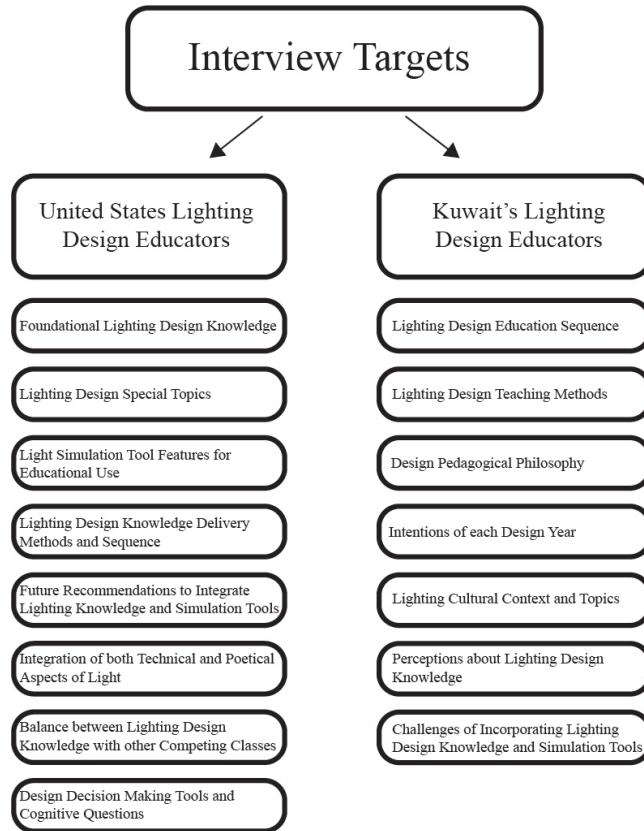 Interview Targets
United States Lighting
Design Educators
Foundational Lighting Design Knowledge
Lighting Design Special Topics
Light Simulation Tool Features for
Educational Use
Lighting Design Knowledge Delivery
Methods and Sequence
Future Recommendations to Integrate
Lighting Knowledge and Simulation Tools
Integration of both Technical and Poetical
Aspects of Light
Balance between Lighting Design
Knowledge with other Competing Classes
Design Decision Making Tools and
Cognitive Questions
Kuwait’s Lighting
Design Educators
Lighting Design Education Sequence
Lighting Design Teaching Methods
Design Pedagogical Philosophy
Intentions of each Design Year
Lighting Cultural Context and Topics
Perceptions about Lighting Design
Knowledge
Challenges of Incorporating Lighting
Design Knowledge and Simulation Tools